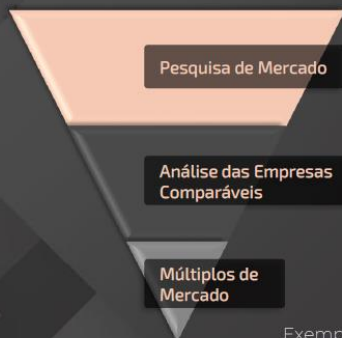 Pesquisa de Mercado
Análise das Empresas
Comparáveis
Múltiplos de
Mercado